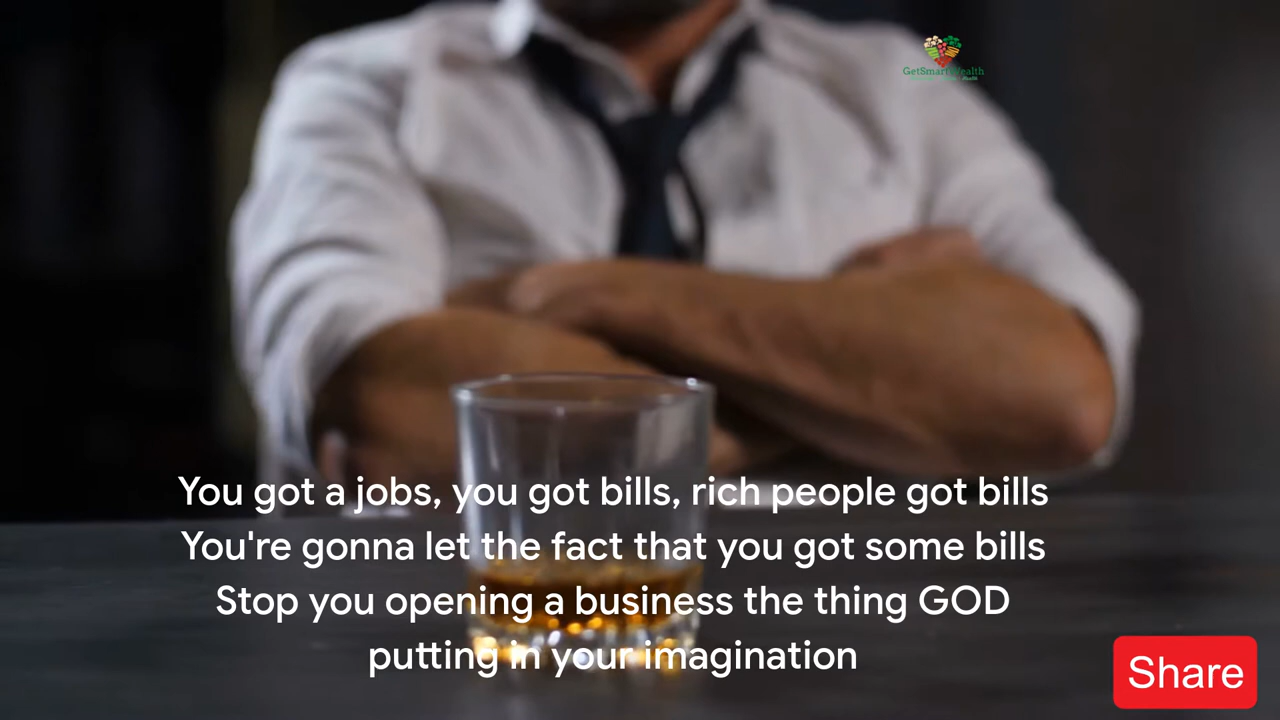 GetSmartWealth
You got a jobs, you got bills, rich people got bills
You're gonna let the fact that you got some bills
Stop you opening a business the thing GOD
putting in your imagination
Share